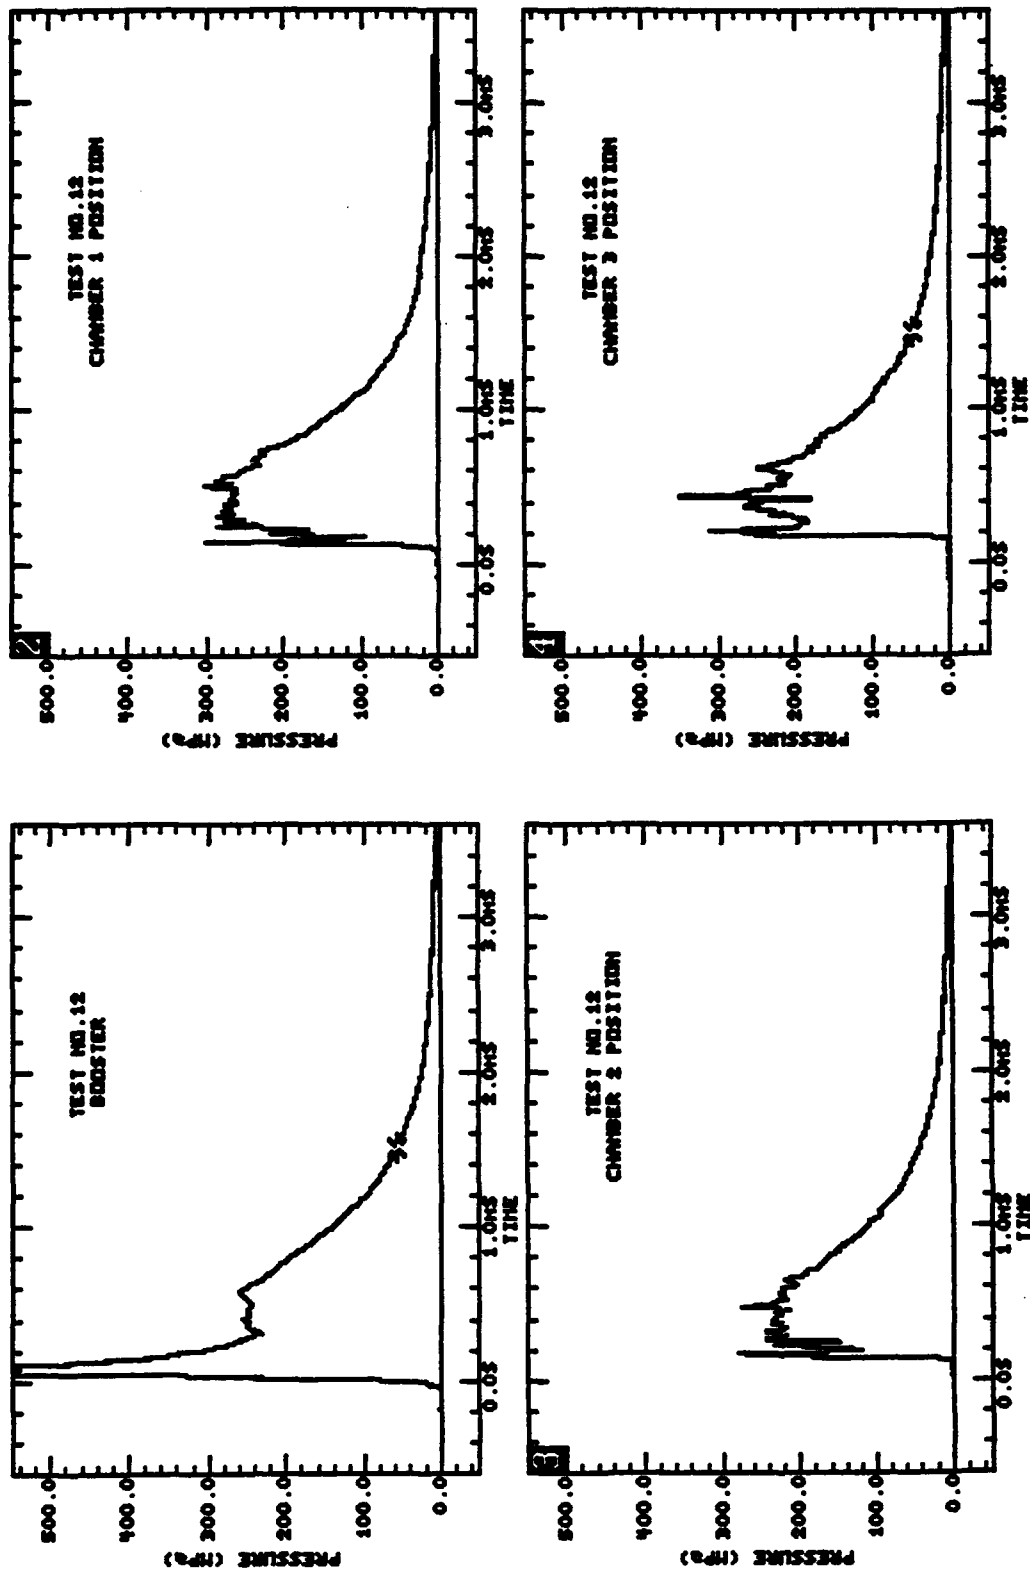 TEST NO.12
BOOSTER
500.0
400.0
300.0
200.0
100.0
0.0
PRESSURE (MPa)
0.0S
1.0MS
2.0MS
3.0MS
TIME
2
TEST NO.12
CHAMBER 1 POSITION
500.0
400.0
300.0
200.0
100.0
0.0
PRESSURE (MPa)
0.0S
1.0MS
2.0MS
3.0MS
TIME
3
TEST NO.12
CHAMBER 2 POSITION
500.0
400.0
300.0
200.0
100.0
0.0
PRESSURE (MPa)
0.0S
1.0MS
2.0MS
3.0MS
TIME
4
TEST NO.12
CHAMBER 3 POSITION
500.0
400.0
300.0
200.0
100.0
0.0
PRESSURE (MPa)
0.0S
1.0MS
2.0MS
3.0MS
TIME